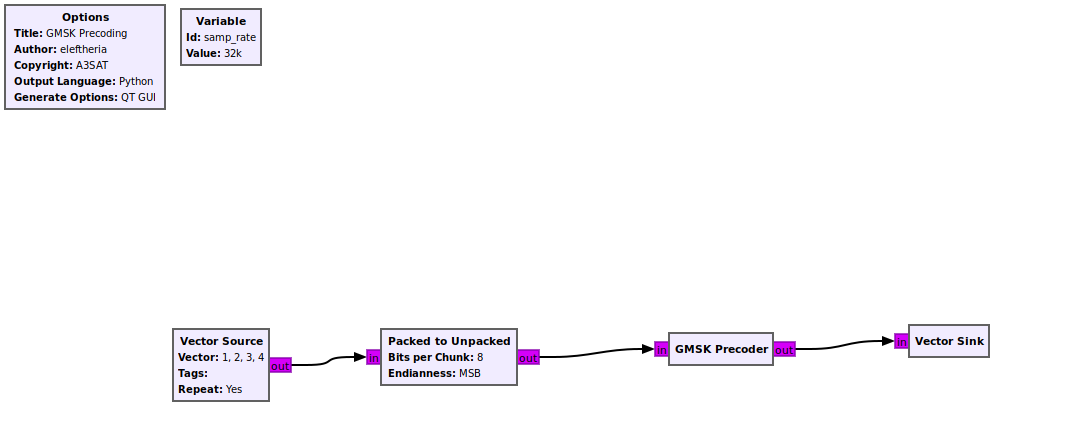 Options
Title: GMSK Precoding
Author: eleftheria
Copyright: A3SAT
Output Language: Python
Generate Options: QT GUI
Variable
Id: samp_rate
Value: 32k
Vector Source
Vector: 1, 2, 3, 4
Tags:
Repeat: Yes
out
in
Packed to Unpacked
Bits per Chunk: 8
Endianness: MSB
out
in
GMSK Precoder
out
in
Vector Sink